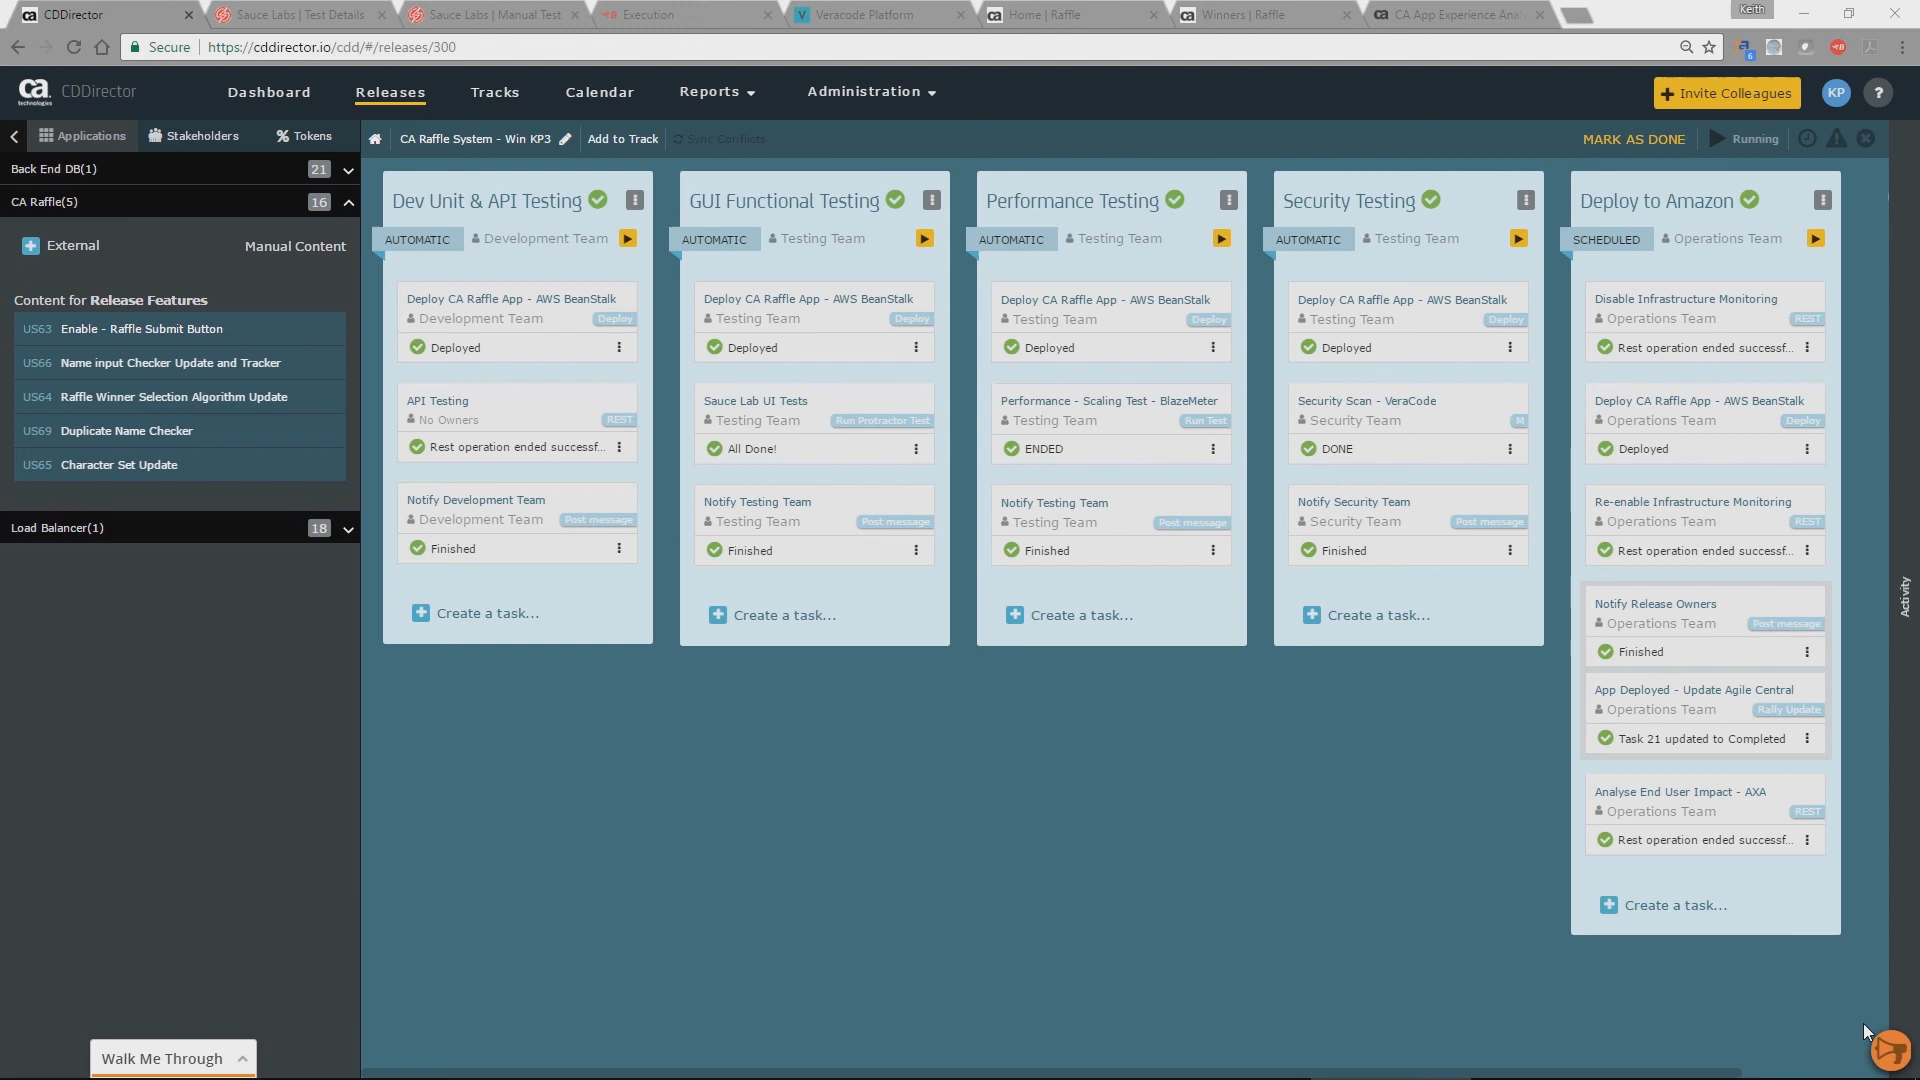 CDDirector
Sauce Labs | Test Details
Sauce Labs | Manual Test
Execution
Veracode Platform
Home | Raffle
Winners | Raffle
CA App Experience Ana
Keith
Secure
https://cddirector.io/cdd/#/releases/300
6
ca
technologies
CDDirector
Dashboard
Releases
Tracks
Calendar
Reports
Administration
Invite Colleagues
KP
?
Applications
Stakeholders
Tokens
CA Raffle System - Win KP3
Add to Track
Sync Conflicts
MARK AS DONE
Running
Back End DB(1)
21
CA Raffle(5)
16
External
Manual Content
Content for Release Features
US63 Enable - Raffle Submit Button
US66 Name input Checker Update and Tracker
US64 Raffle Winner Selection Algorithm Update
US69 Duplicate Name Checker
US65 Character Set Update
Load Balancer(1)
18
Dev Unit & API Testing
AUTOMATIC
Development Team
Deploy CA Raffle App - AWS BeanStalk
Development Team
Deploy
Deployed
API Testing
No Owners
REST
Rest operation ended successf...
Notify Development Team
Development Team
Post message
Finished
Create a task...
GUI Functional Testing
AUTOMATIC
Testing Team
Deploy CA Raffle App - AWS BeanStalk
Testing Team
Deploy
Deployed
Sauce Lab UI Tests
Testing Team
Run Protractor Test
All Done!
Notify Testing Team
Testing Team
Post message
Finished
Create a task...
Performance Testing
AUTOMATIC
Testing Team
Deploy CA Raffle App - AWS BeanStalk
Testing Team
Deploy
Deployed
Performance - Scaling Test - BlazeMeter
Testing Team
Run Test
ENDED
Notify Testing Team
Testing Team
Post message
Finished
Create a task...
Security Testing
AUTOMATIC
Testing Team
Deploy CA Raffle App - AWS BeanStalk
Testing Team
Deploy
Deployed
Security Scan - VeraCode
Security Team
M
DONE
Notify Security Team
Security Team
Post message
Finished
Create a task...
Deploy to Amazon
SCHEDULED
Operations Team
Disable Infrastructure Monitoring
Operations Team
REST
Rest operation ended successf...
Deploy CA Raffle App - AWS BeanStalk
Operations Team
Deploy
Deployed
Re-enable Infrastructure Monitoring
Operations Team
REST
Rest operation ended successf...
Notify Release Owners
Operations Team
Post message
Finished
App Deployed - Update Agile Central
Operations Team
Rally Update
Task 21 updated to Completed
Analyse End User Impact - AXA
Operations Team
REST
Rest operation ended successf...
Create a task...
Activity
Walk Me Through